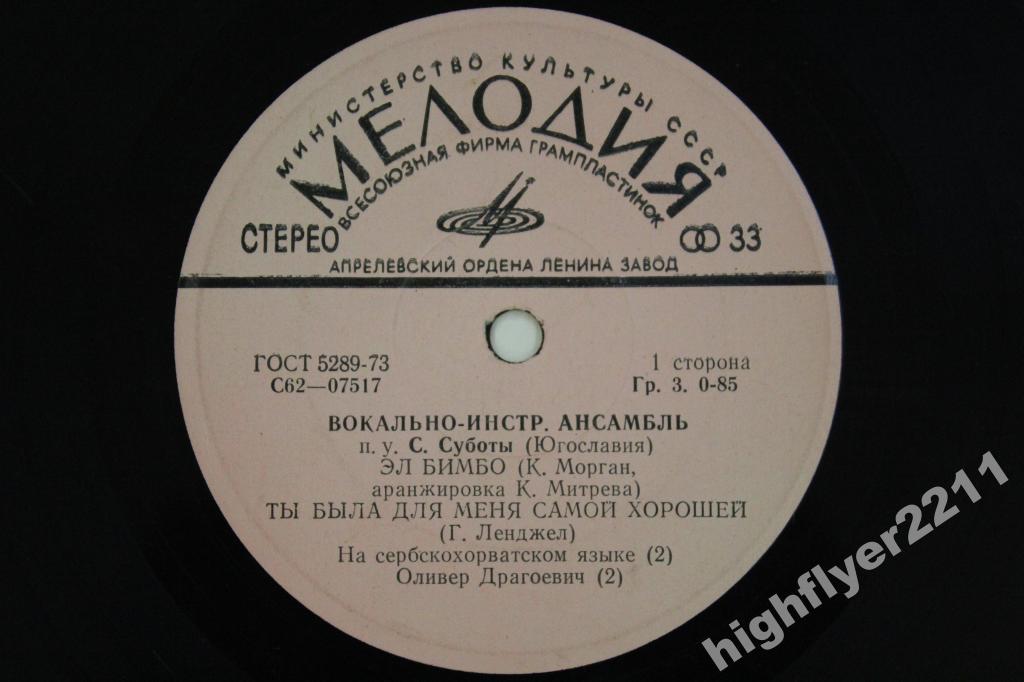 МИНИСТЕРСТВО КУЛЬТУРЫ СССР
МЕЛОДИЯ
ВСЕСОЮЗНАЯ ФИРМА ГРАМПЛАСТИНОК
СТЕРЕО 33
АПРЕЛЕВСКИЙ ОРДЕНА ЛЕНИНА ЗАВОД
ГОСТ 5289-73 1 сторона
С62—07517 Гр. 3. 0-85
ВОКАЛЬНО-ИНСТР. АНСАМБЛЬ
п. у. С. Суботы (Югославия)
ЭЛ БИМБО (К. Морган,
аранжировка К. Митрева)
ТЫ БЫЛА ДЛЯ МЕНЯ САМОЙ ХОРОШЕЙ
(Г. Ленджел)
На сербскохорватском языке (2)
Оливер Драгоевич (2)
highflyer2211